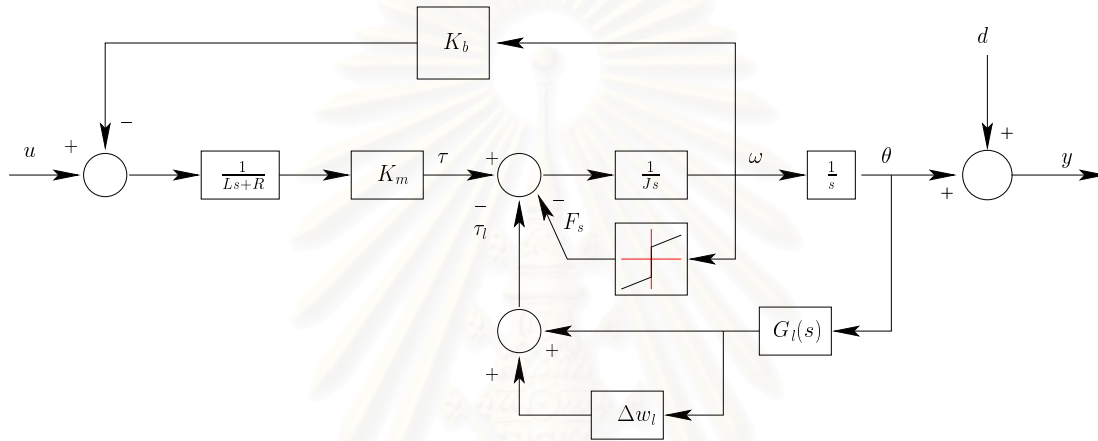 K_b
d
u
+
−
1/(Ls+R)
K_m
τ
+
−
−
τ_l
F_s
1/(Js)
ω
1/s
θ
+
+
y
G_l(s)
+
+
Δw_l